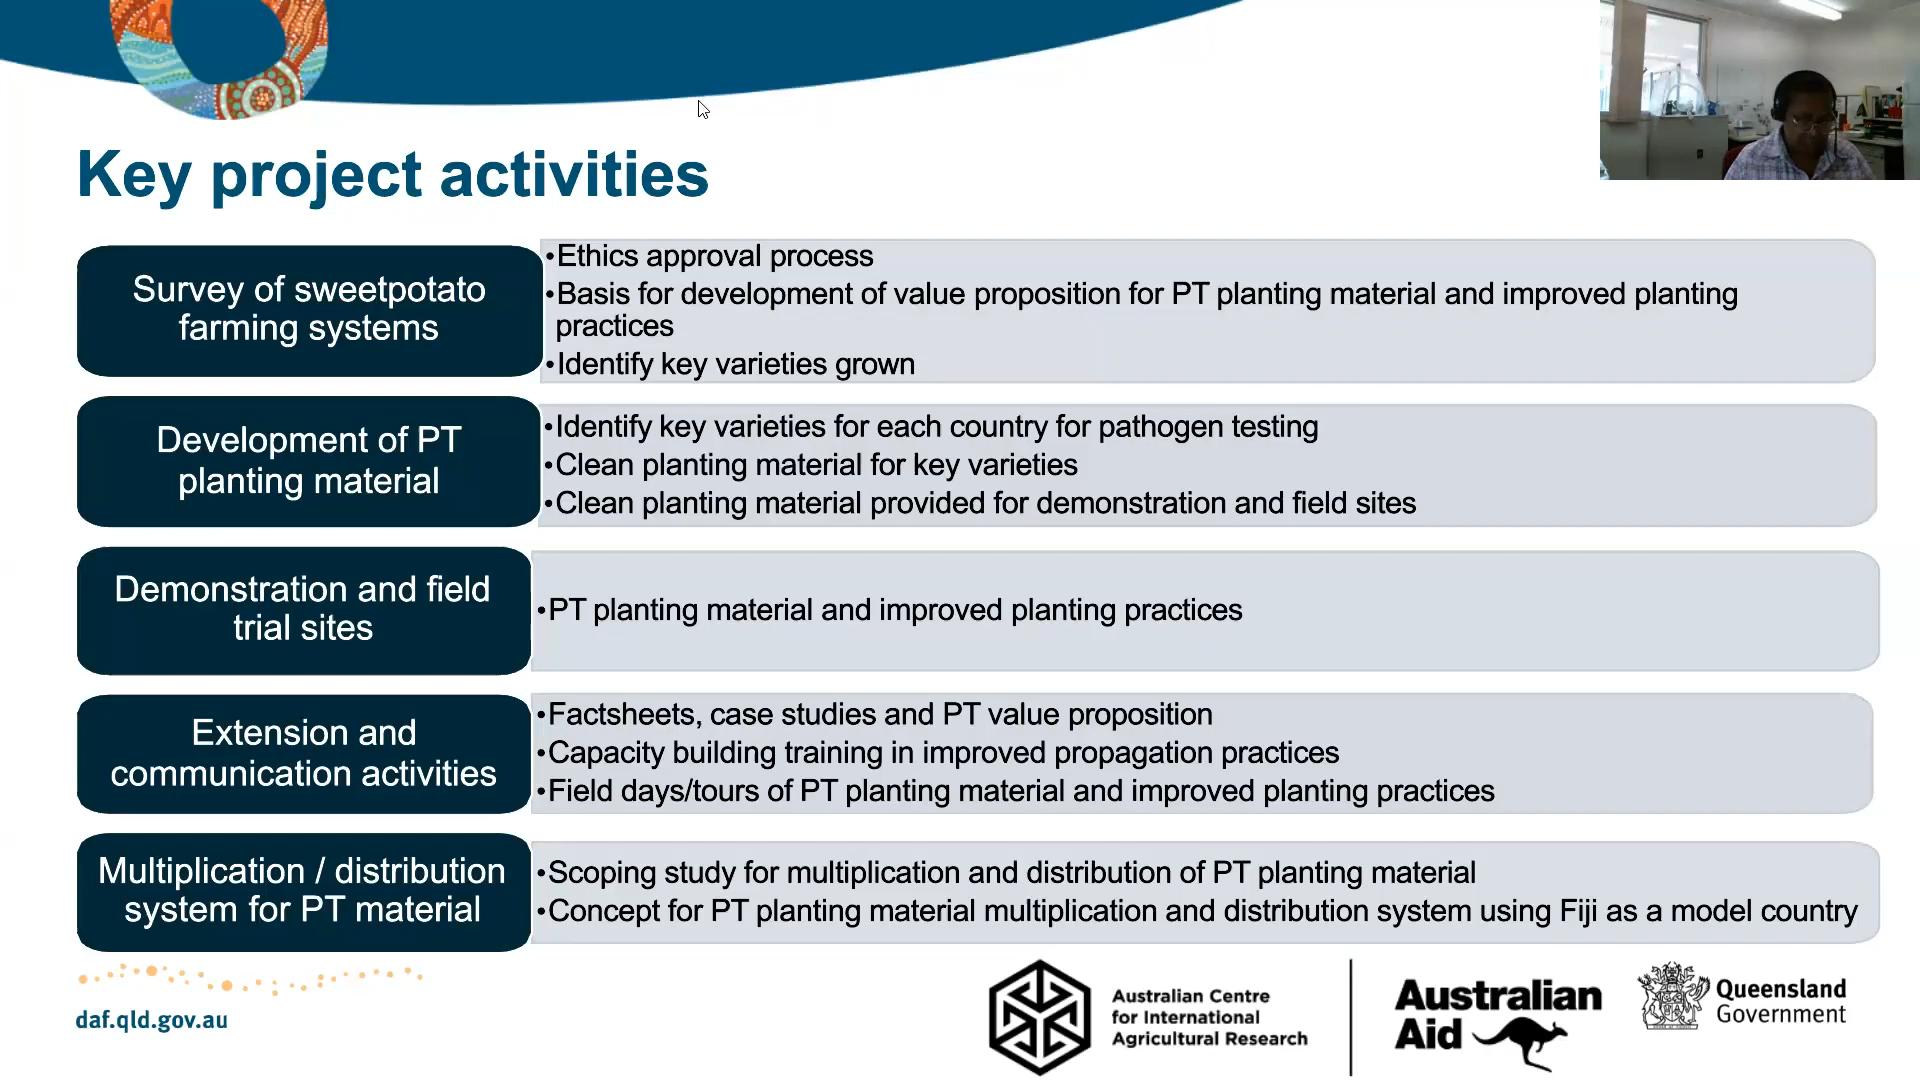 Key project activities
Survey of sweetpotato
farming systems
•Ethics approval process
•Basis for development of value proposition for PT planting material and improved planting
practices
•Identify key varieties grown
Development of PT
planting material
•Identify key varieties for each country for pathogen testing
•Clean planting material for key varieties
•Clean planting material provided for demonstration and field sites
Demonstration and field
trial sites
•PT planting material and improved planting practices
Extension and
communication activities
•Factsheets, case studies and PT value proposition
•Capacity building training in improved propagation practices
•Field days/tours of PT planting material and improved planting practices
Multiplication / distribution
system for PT material
•Scoping study for multiplication and distribution of PT planting material
•Concept for PT planting material multiplication and distribution system using Fiji as a model country
daf.qld.gov.au
Australian Centre
for International
Agricultural Research
Australian
Aid
Queensland
Government